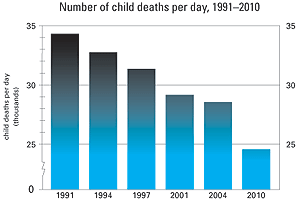 Number of child deaths per day, 1991–2010
child deaths per day
(thousands)
35 35
30 30
25 25
0 0
1991 1994 1997 2001 2004 2010